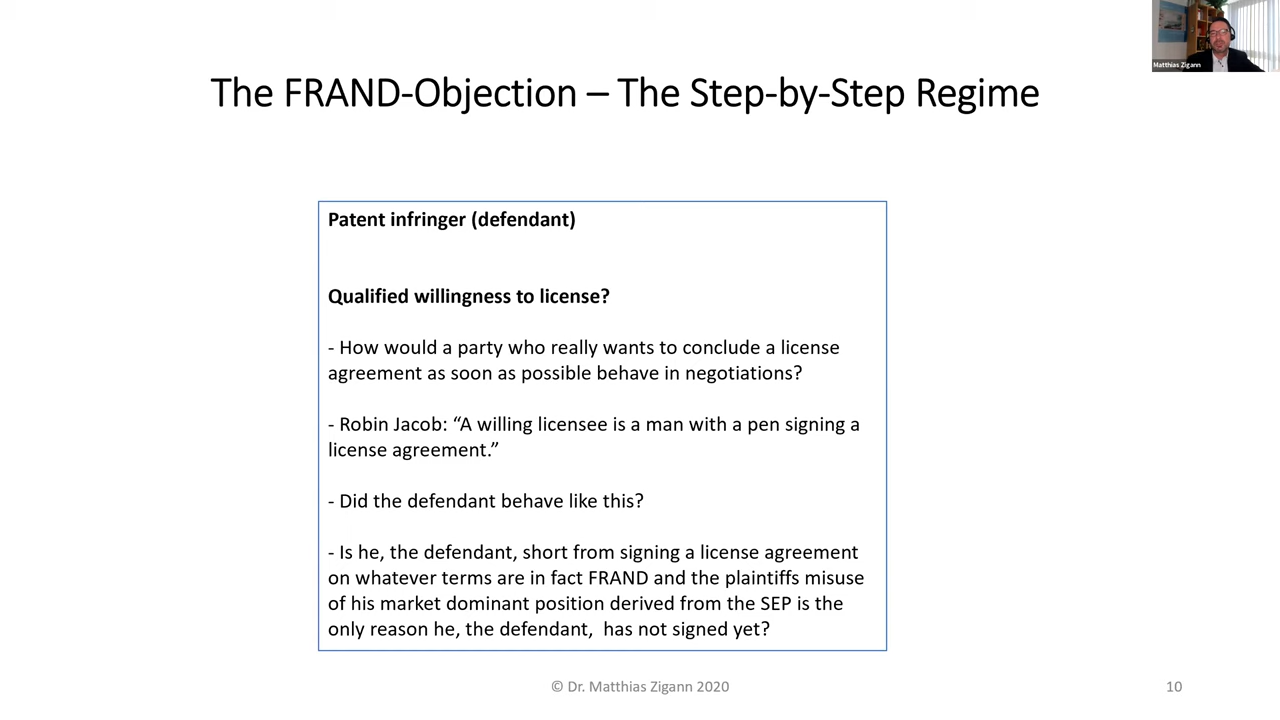 Matthias Zigann
The FRAND-Objection – The Step-by-Step Regime
Patent infringer (defendant)
Qualified willingness to license?
- How would a party who really wants to conclude a license
agreement as soon as possible behave in negotiations?
- Robin Jacob: “A willing licensee is a man with a pen signing a
license agreement.”
- Did the defendant behave like this?
- Is he, the defendant, short from signing a license agreement
on whatever terms are in fact FRAND and the plaintiffs misuse
of his market dominant position derived from the SEP is the
only reason he, the defendant,  has not signed yet?
© Dr. Matthias Zigann 2020
10